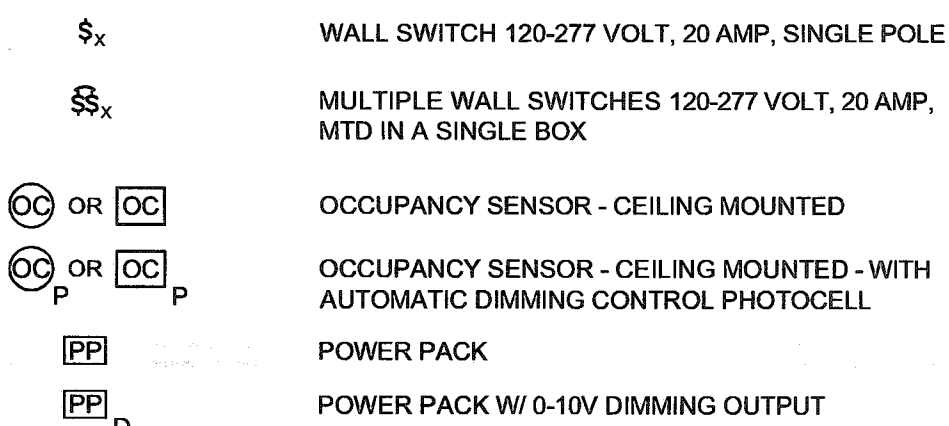 $X WALL SWITCH 120-277 VOLT, 20 AMP, SINGLE POLE
$$X MULTIPLE WALL SWITCHES 120-277 VOLT, 20 AMP,
MTD IN A SINGLE BOX
OC OR OC OCCUPANCY SENSOR - CEILING MOUNTED
OC P OR OC P OCCUPANCY SENSOR - CEILING MOUNTED - WITH
AUTOMATIC DIMMING CONTROL PHOTOCELL
PP POWER PACK
PP D POWER PACK W/ 0-10V DIMMING OUTPUT